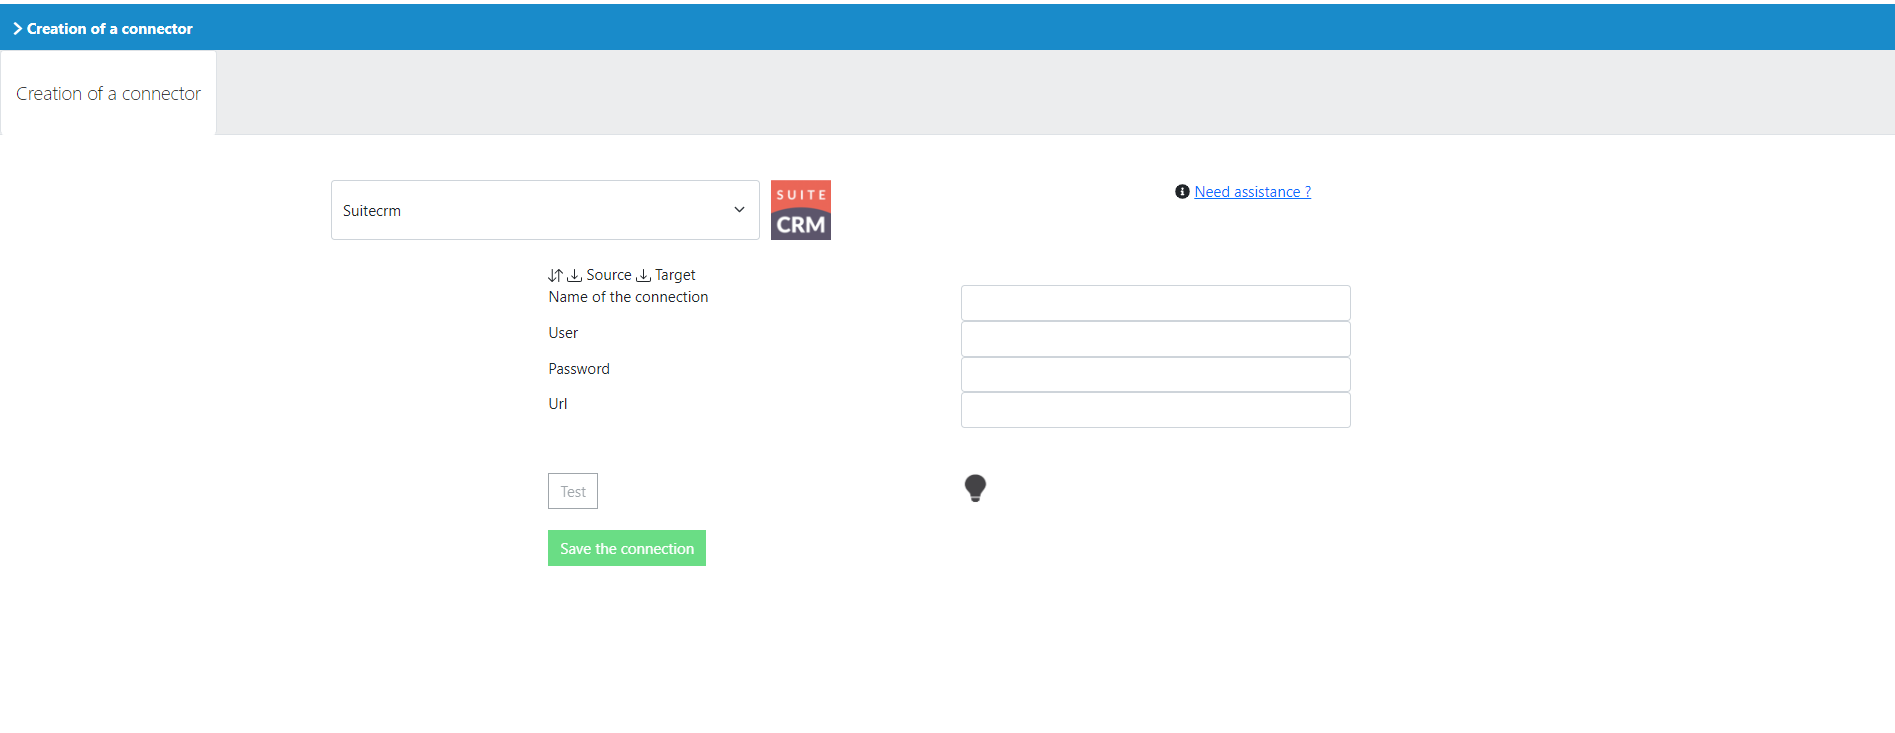 Creation of a connector
Creation of a connector
Suitecrm
SUITE
CRM
Need assistance ?
Source Target
Name of the connection
User
Password
Url
Test
Save the connection